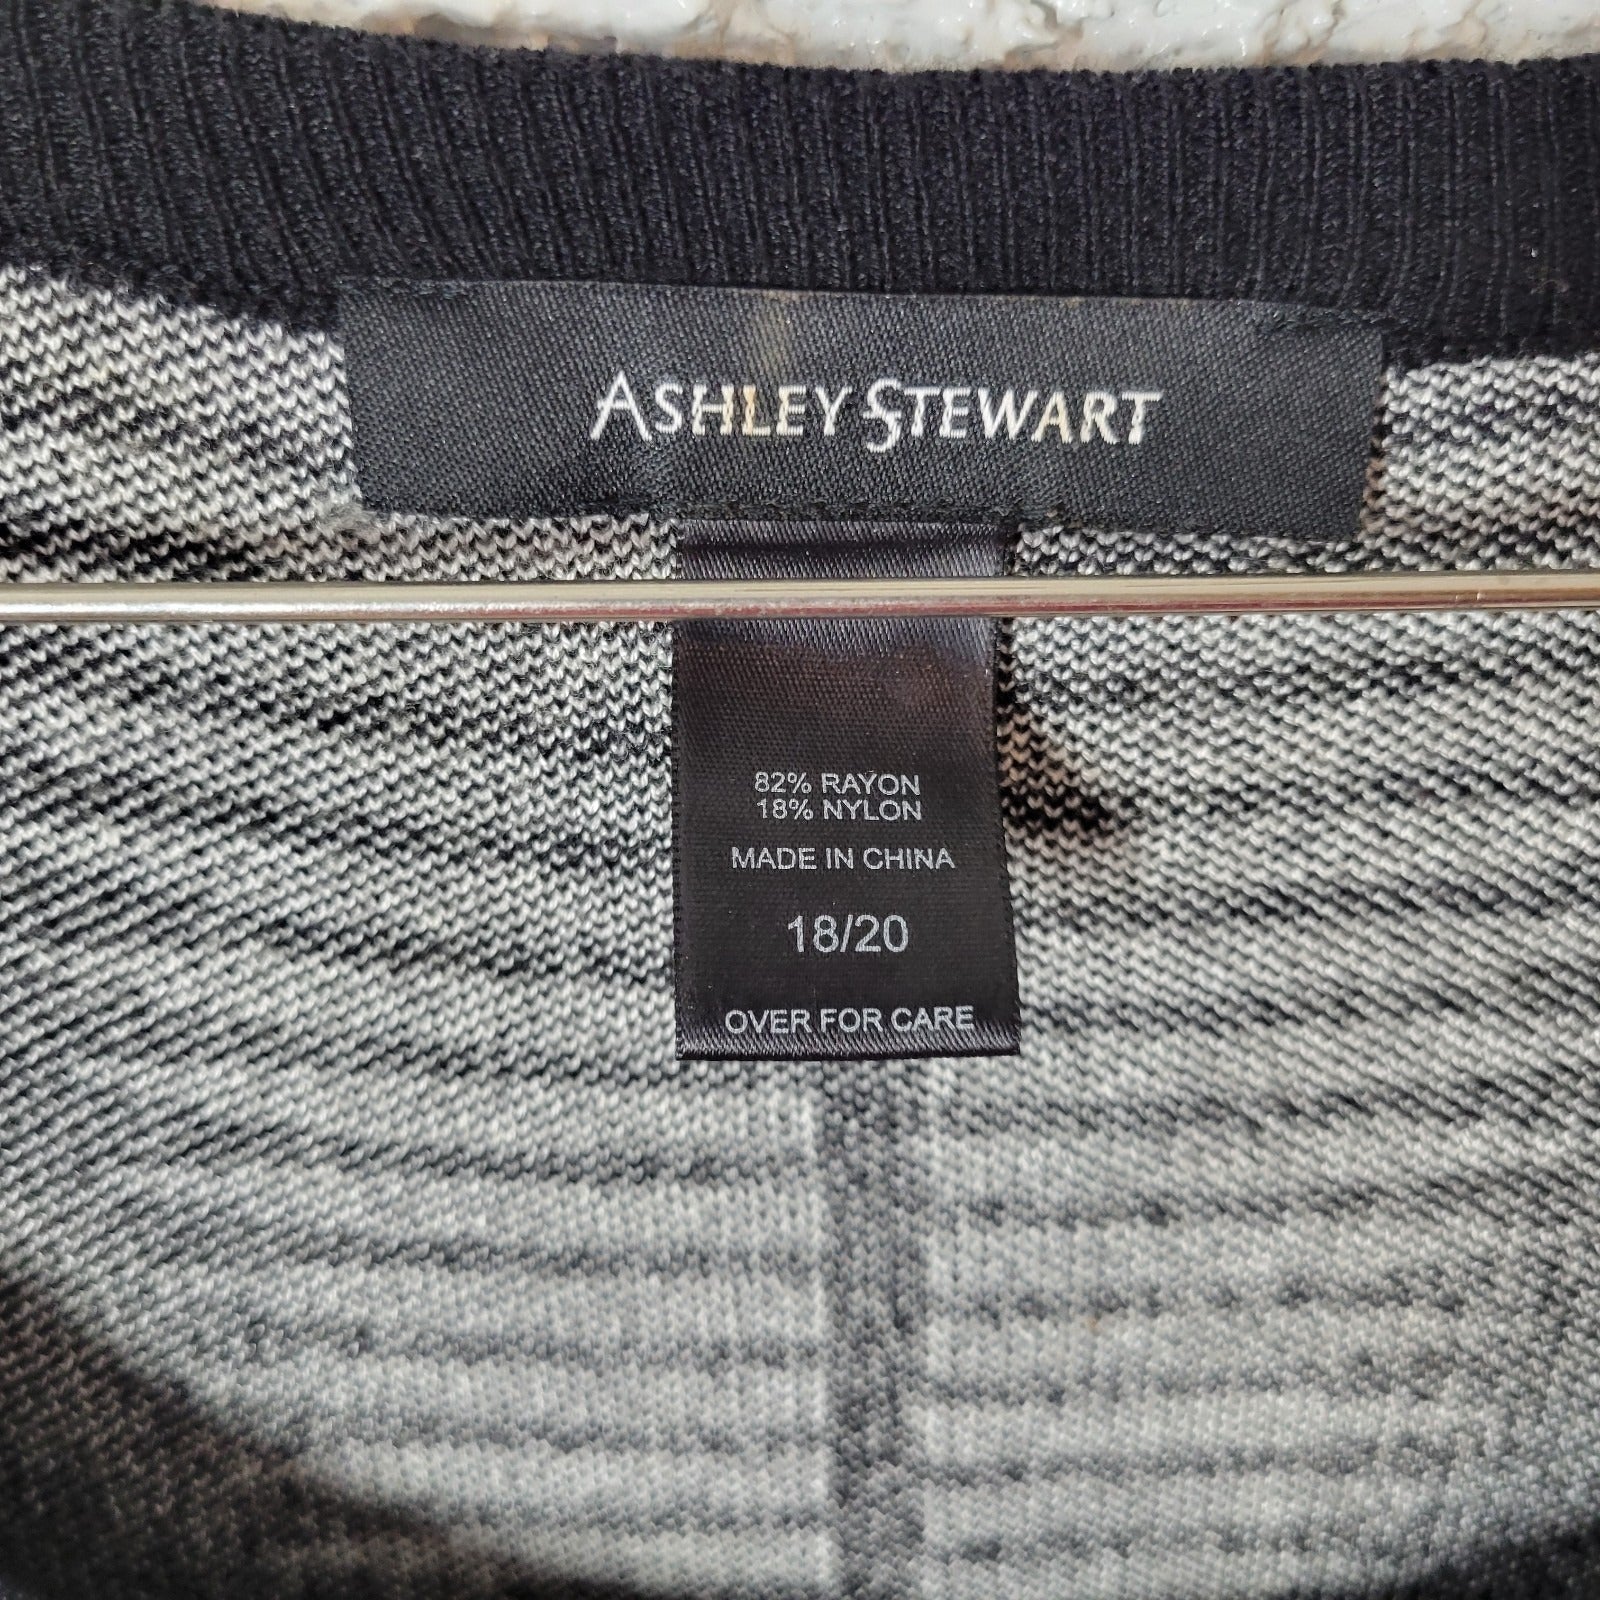 ASHLEY STEWART
82% RAYON
18% NYLON
MADE IN CHINA
18/20
OVER FOR CARE